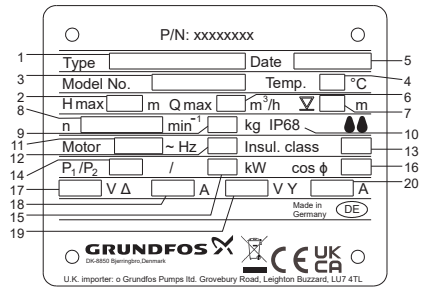 P/N: xxxxxxxx
1 Type Date 5
3 Model No. Temp. °C 4
2 H max m Q max m³/h m 6
8 n min⁻¹ kg IP68 7
9 10
11 Motor ~ Hz Insul. class 13
12
14 P₁/P₂ / kW cos ϕ 16
17 V Δ A V Y A 20
18
15
19
Made in
Germany
DE
GRUNDFOS
DK-8850 Bjerringbro,Danmark
CE UK
CA
U.K. importer: o Grundfos Pumps ltd. Grovebury Road, Leighton Buzzard, LU7 4TL